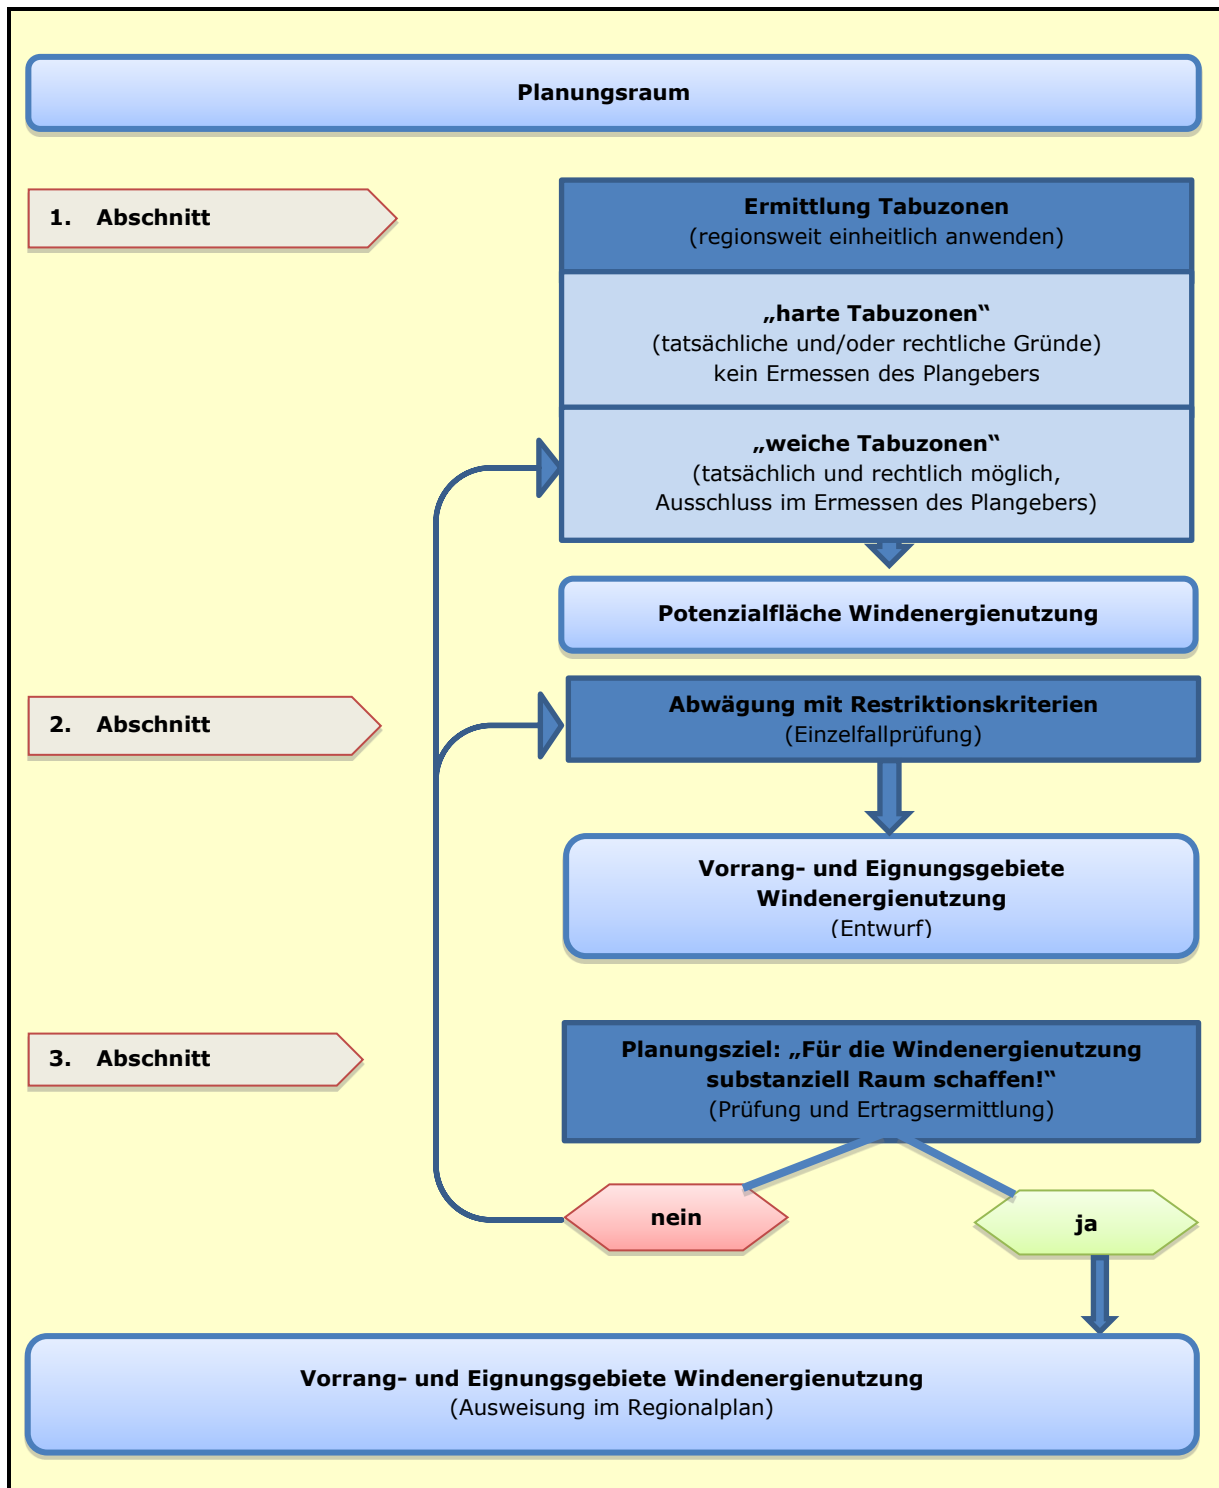 Planungsraum
1. Abschnitt
Ermittlung Tabuzonen
(regionsweit einheitlich anwenden)
„harte Tabuzonen“
(tatsächliche und/oder rechtliche Gründe)
kein Ermessen des Plangebers
„weiche Tabuzonen“
(tatsächlich und rechtlich möglich,
Ausschluss im Ermessen des Plangebers)
Potenzialfläche Windenergienutzung
2. Abschnitt
Abwägung mit Restriktionskriterien
(Einzelfallprüfung)
Vorrang- und Eignungsgebiete
Windenergienutzung
(Entwurf)
3. Abschnitt
Planungsziel: „Für die Windenergienutzung
substanziell Raum schaffen!“
(Prüfung und Ertragsermittlung)
nein
ja
Vorrang- und Eignungsgebiete Windenergienutzung
(Ausweisung im Regionalplan)